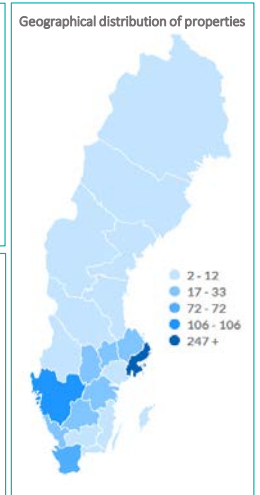 Geographical distribution of properties
2 - 12
17 - 33
72 - 72
106 - 106
247 +